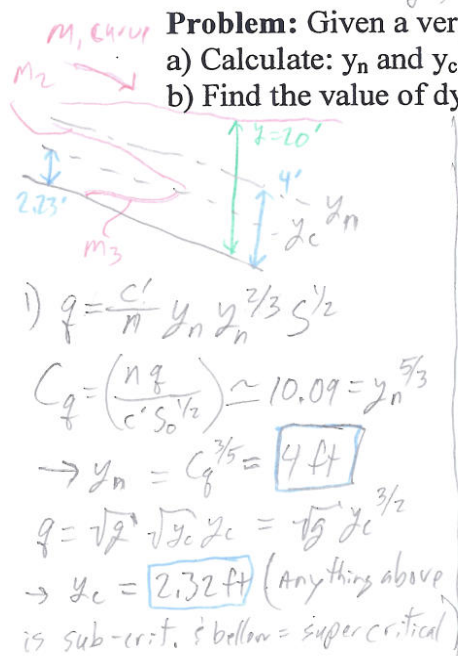 Problem: Given a ver
M, curve
a) Calculate: yn and yc
M2
b) Find the value of dy
y=20'
4'
2.23'
yn
- yc
M3
1) q = C'/n yn yn^2/3 S^1/2
Cq = (nq / C' So^1/2) ≃ 10.09 = yn^5/3
→ yn = Cq^3/5 = 4 ft
q = √g √yc yc = √g yc^3/2
→ yc = 2.32 ft (Anything above
is sub-crit. & bellow = supercritical)